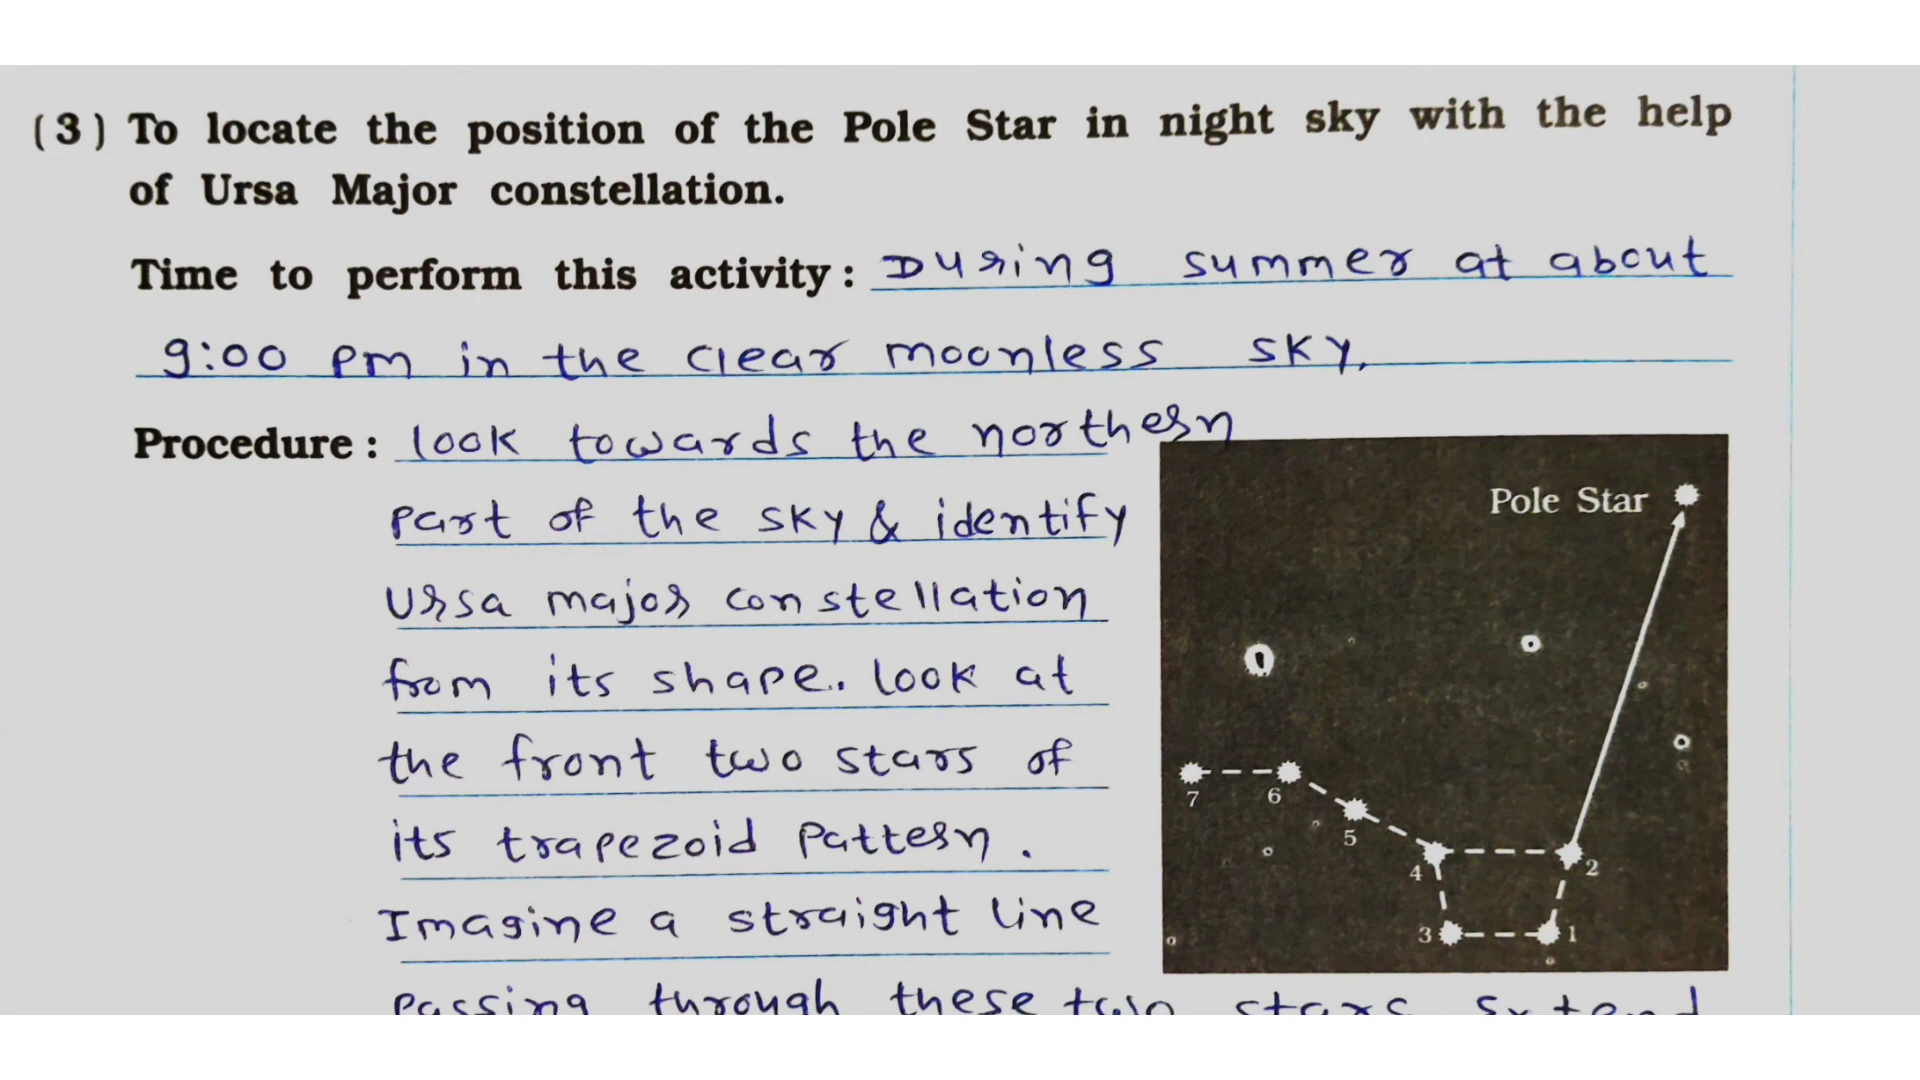 (3) To locate the position of the Pole Star in night sky with the help
of Ursa Major constellation.
Time to perform this activity : During summer at about
9:00 pm in the clear moonless sky.
Procedure : look towards the northern
part of the sky & identify
Ursa major constellation
from its shape. look at
the front two stars of
its trapezoid pattern.
Imagine a straight line
passing through these two stars extend
Pole Star
7
6
5
4
2
3
1